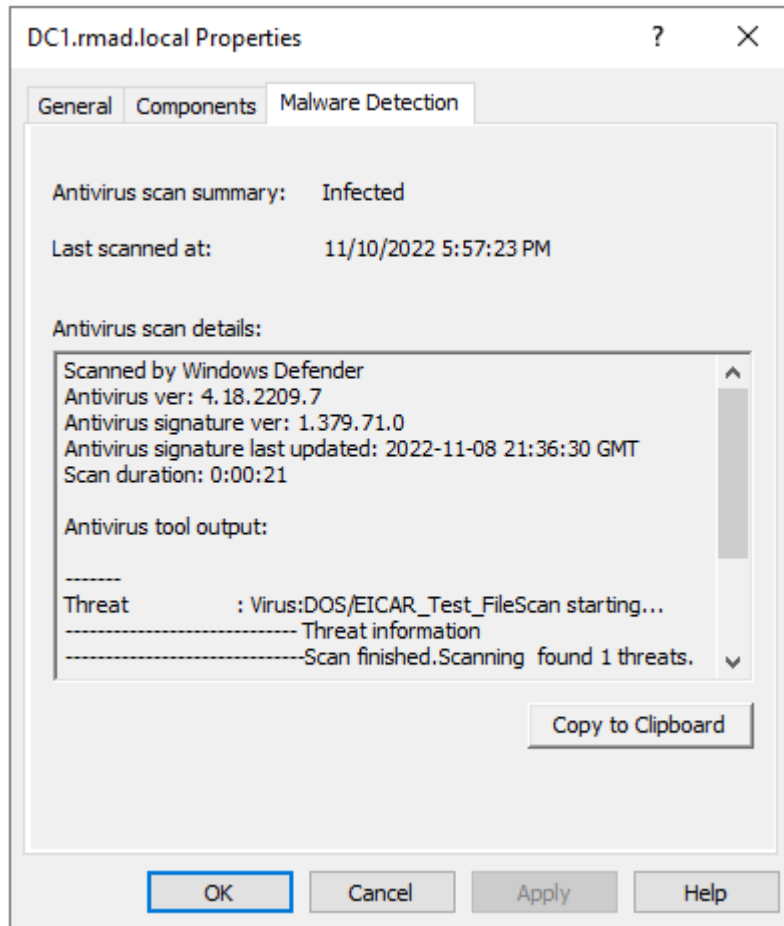 DC1.rmad.local Properties
? ×
General Components Malware Detection
Antivirus scan summary: Infected
Last scanned at: 11/10/2022 5:57:23 PM
Antivirus scan details:
Scanned by Windows Defender
Antivirus ver: 4.18.2209.7
Antivirus signature ver: 1.379.71.0
Antivirus signature last updated: 2022-11-08 21:36:30 GMT
Scan duration: 0:00:21
Antivirus tool output:
-------
Threat : Virus:DOS/EICAR_Test_FileScan starting...
----------------------------- Threat information
------------------------------Scan finished.Scanning found 1 threats.
Copy to Clipboard
OK Cancel Apply Help